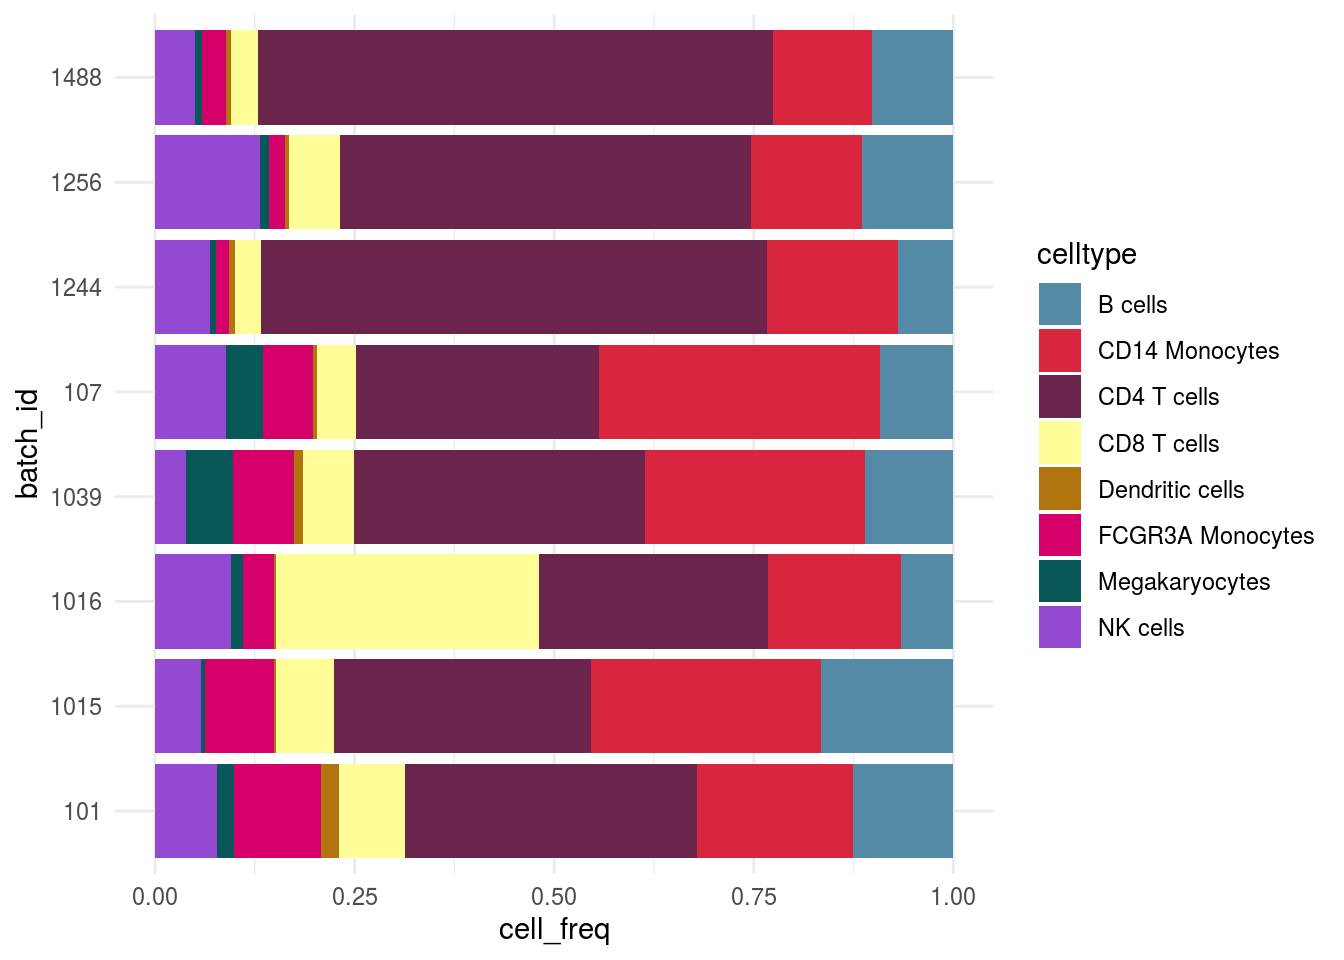 1488
1256
1244
107
1039
1016
1015
101
batch_id
0.00
0.25
0.50
0.75
1.00
cell_freq
celltype
B cells
CD14 Monocytes
CD4 T cells
CD8 T cells
Dendritic cells
FCGR3A Monocytes
Megakaryocytes
NK cells